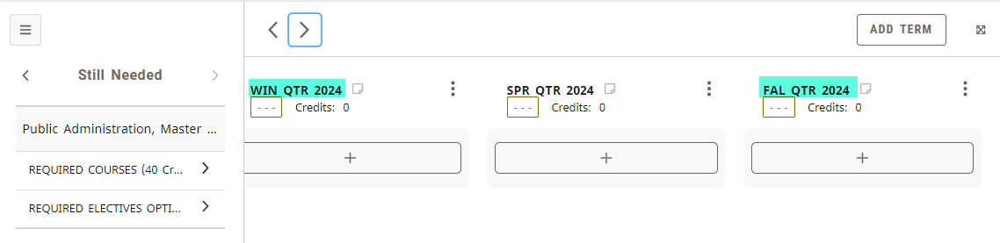 ADD TERM
Still Needed
Public Administration, Master ...
REQUIRED COURSES (40 Cr...
REQUIRED ELECTIVES OPTI...
WIN QTR 2024
--- Credits: 0
+
SPR QTR 2024
--- Credits: 0
+
FAL QTR 2024
--- Credits: 0
+